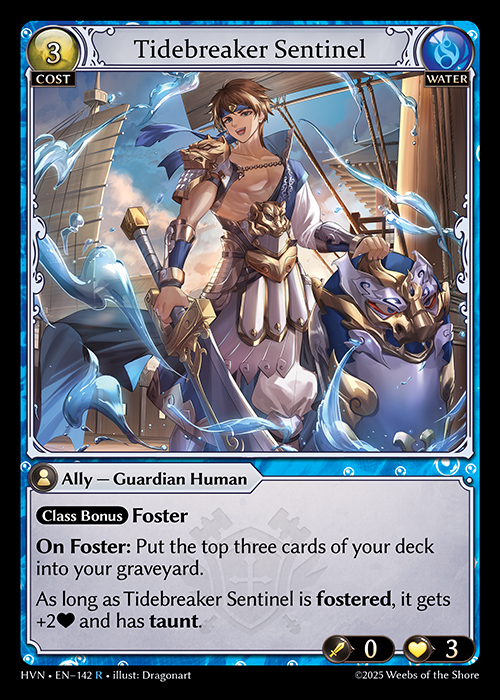 3
Tidebreaker Sentinel
COST
WATER
Ally — Guardian Human
Class Bonus Foster
On Foster: Put the top three cards of your deck
into your graveyard.
As long as Tidebreaker Sentinel is fostered, it gets
+2♥ and has taunt.
0
3
HVN • EN-142 R • illust: Dragonart
©2025 Weebs of the Shore